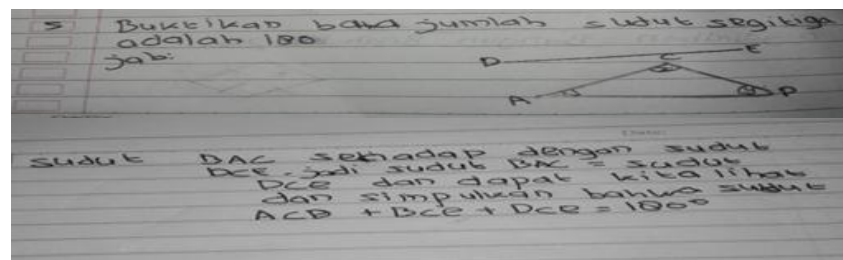 5 Buktikan bahwa jumlah sudut segitiga
adalah 180
jab:
D E
C
A B
sudut BAC sehadap dengan sudut
DCE. Jadi sudut BAC = sudut
DCE dan dapat kita lihat
dan simpulkan bahwa sudut
ACB + BCE + DCE = 180°